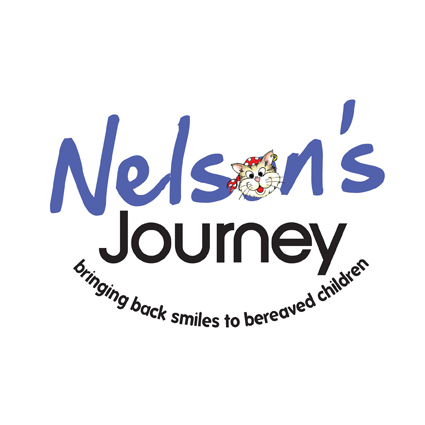 Nelson's
Journey
bringing back smiles to bereaved children